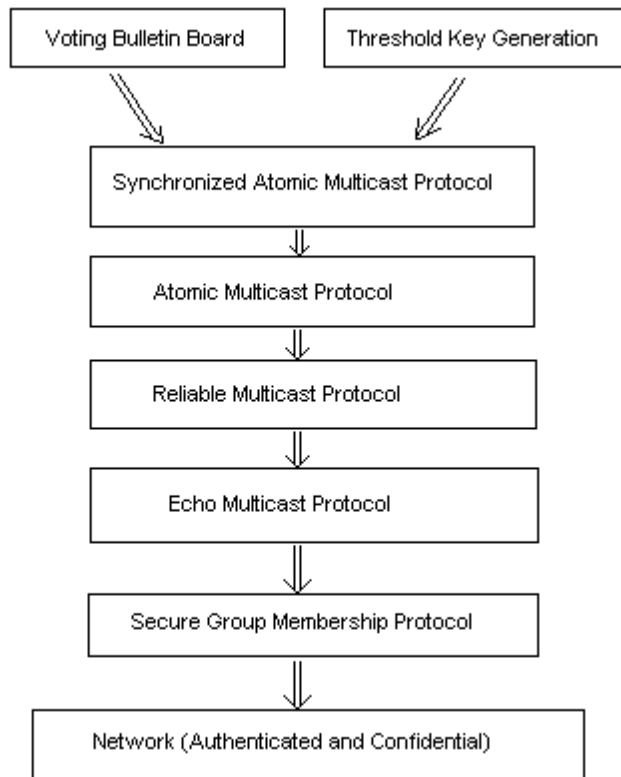 Voting Bulletin Board
Threshold Key Generation
Synchronized Atomic Multicast Protocol
Atomic Multicast Protocol
Reliable Multicast Protocol
Echo Multicast Protocol
Secure Group Membership Protocol
Network (Authenticated and Confidential)